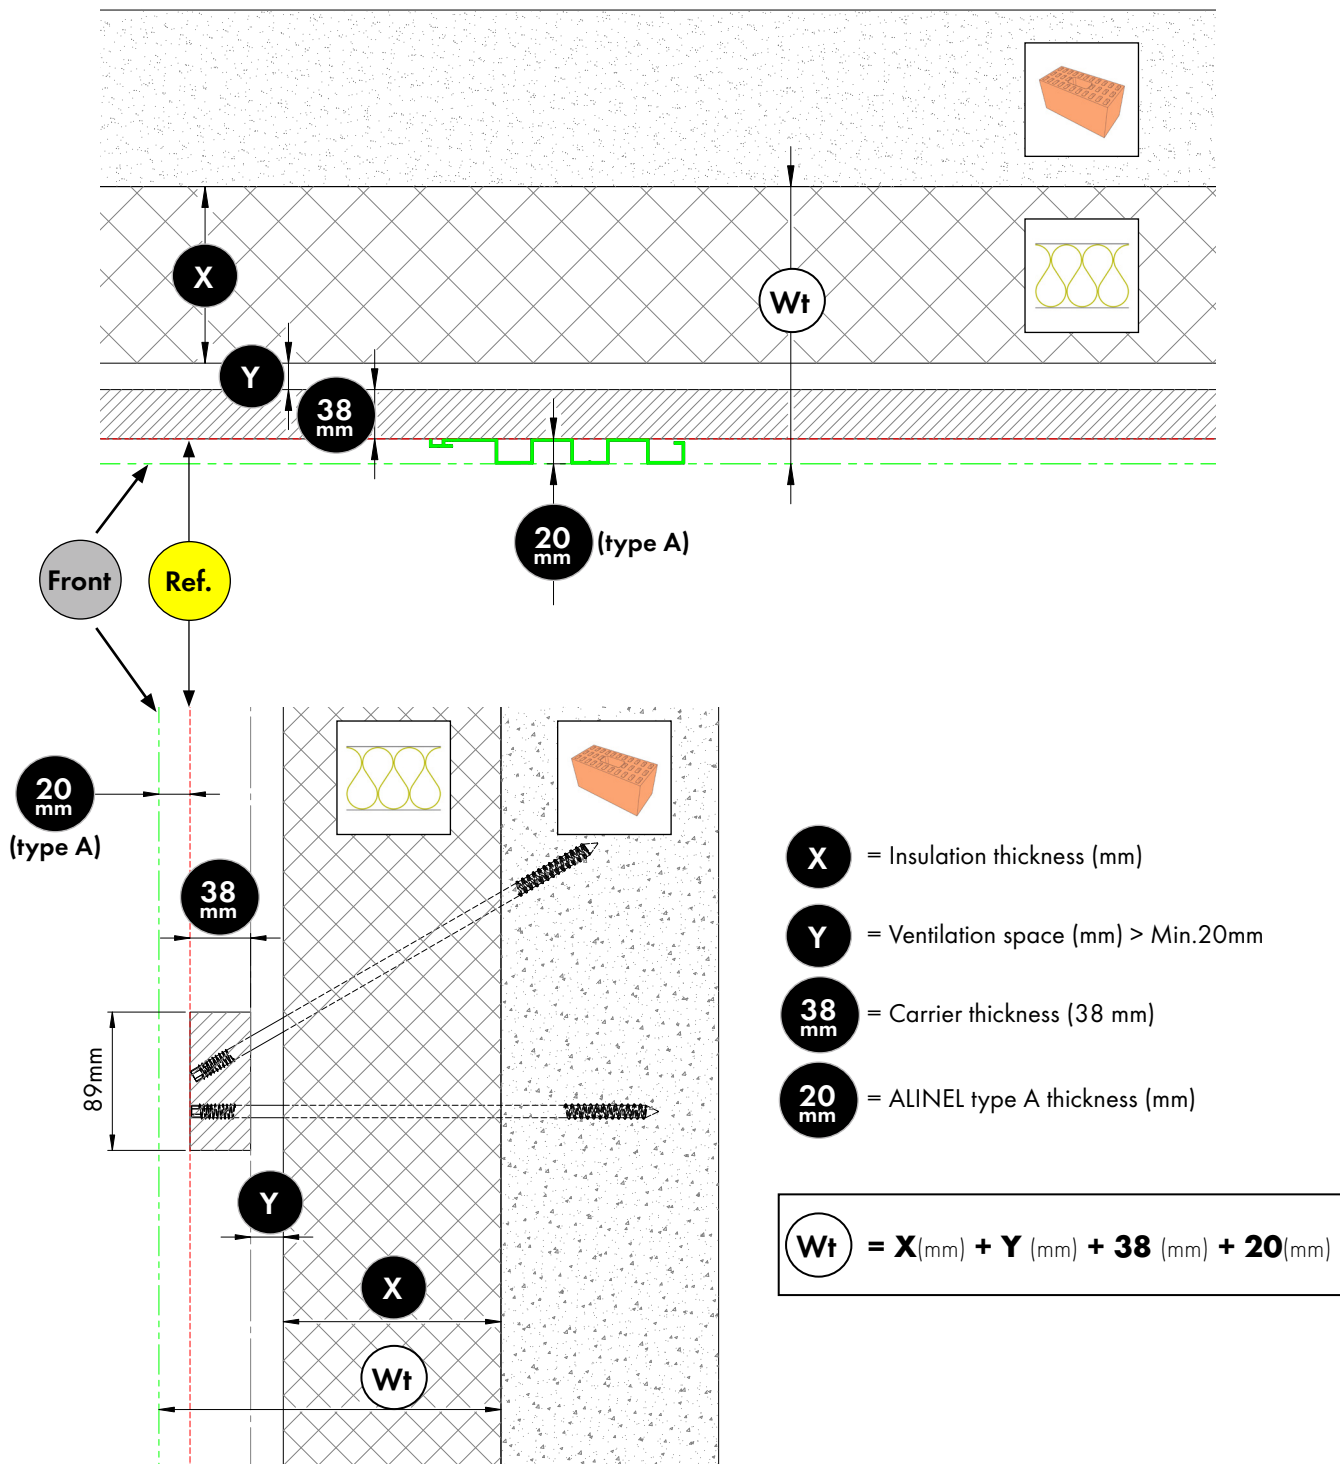 X
Wt
Y
38
mm
20
mm
(type A)
Front
Ref.
20
mm
(type A)
38
mm
89mm
Y
X
Wt
X = Insulation thickness (mm)
Y = Ventilation space (mm) > Min.20mm
38
mm = Carrier thickness (38 mm)
20
mm = ALINEL type A thickness (mm)
Wt = X(mm) + Y (mm) + 38 (mm) + 20(mm)